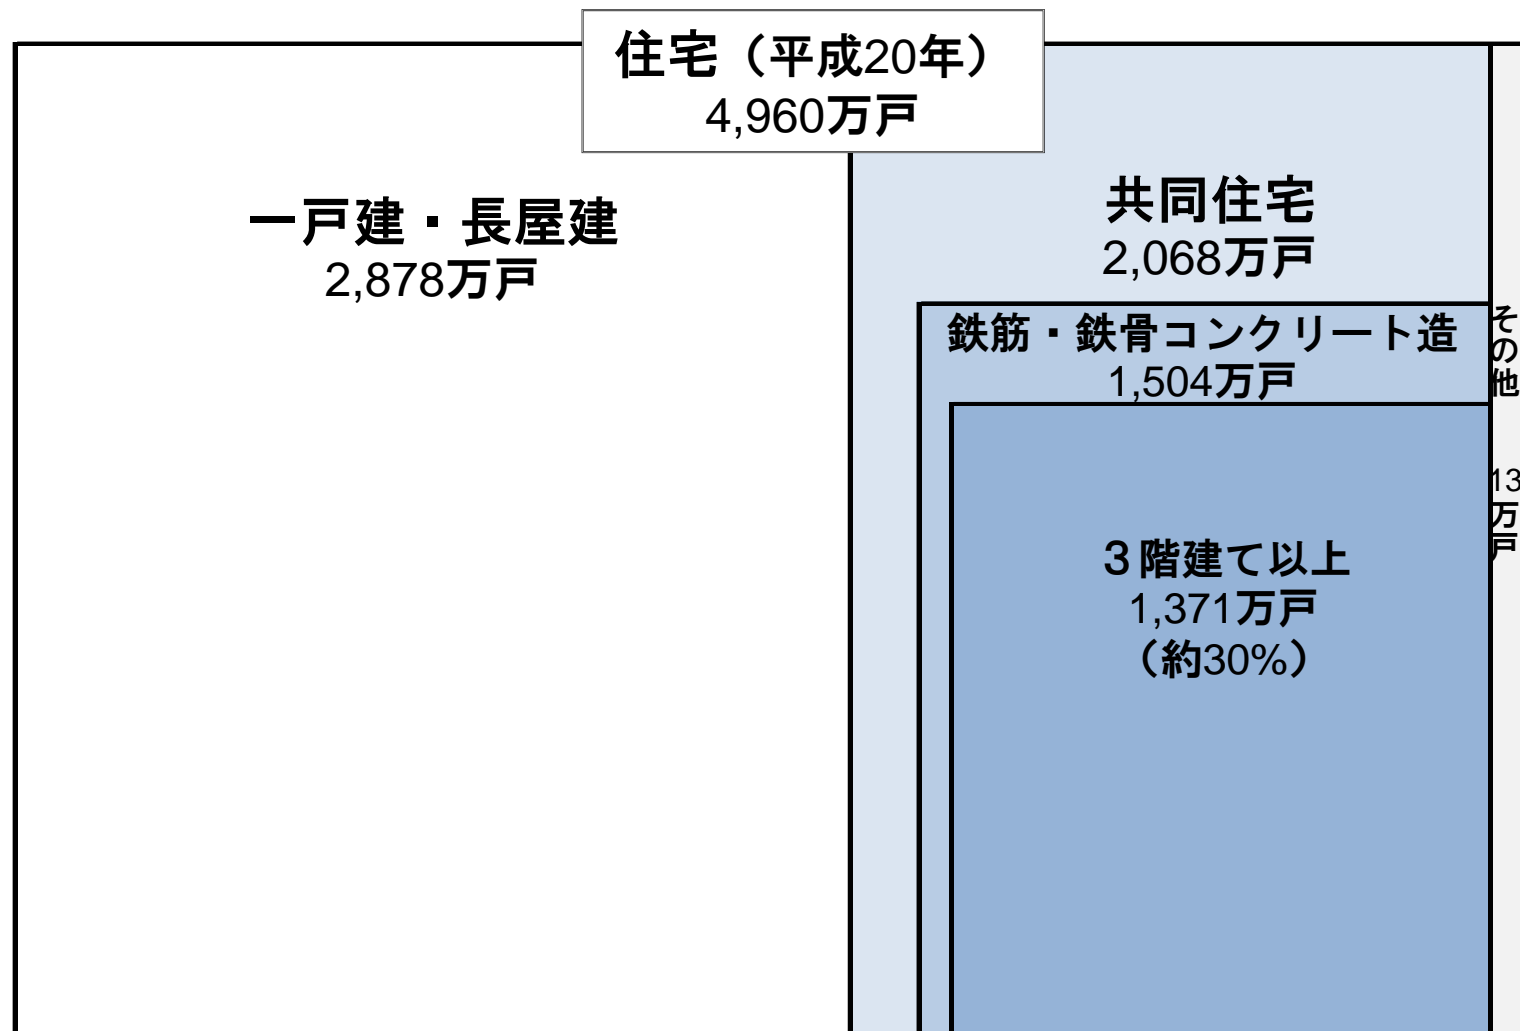 住宅（平成20年）
4,960万戸
一戸建・長屋建
2,878万戸
共同住宅
2,068万戸
鉄筋・鉄骨コンクリート造
1,504万戸
３階建て以上
1,371万戸
（約30%）
その他
13万戸